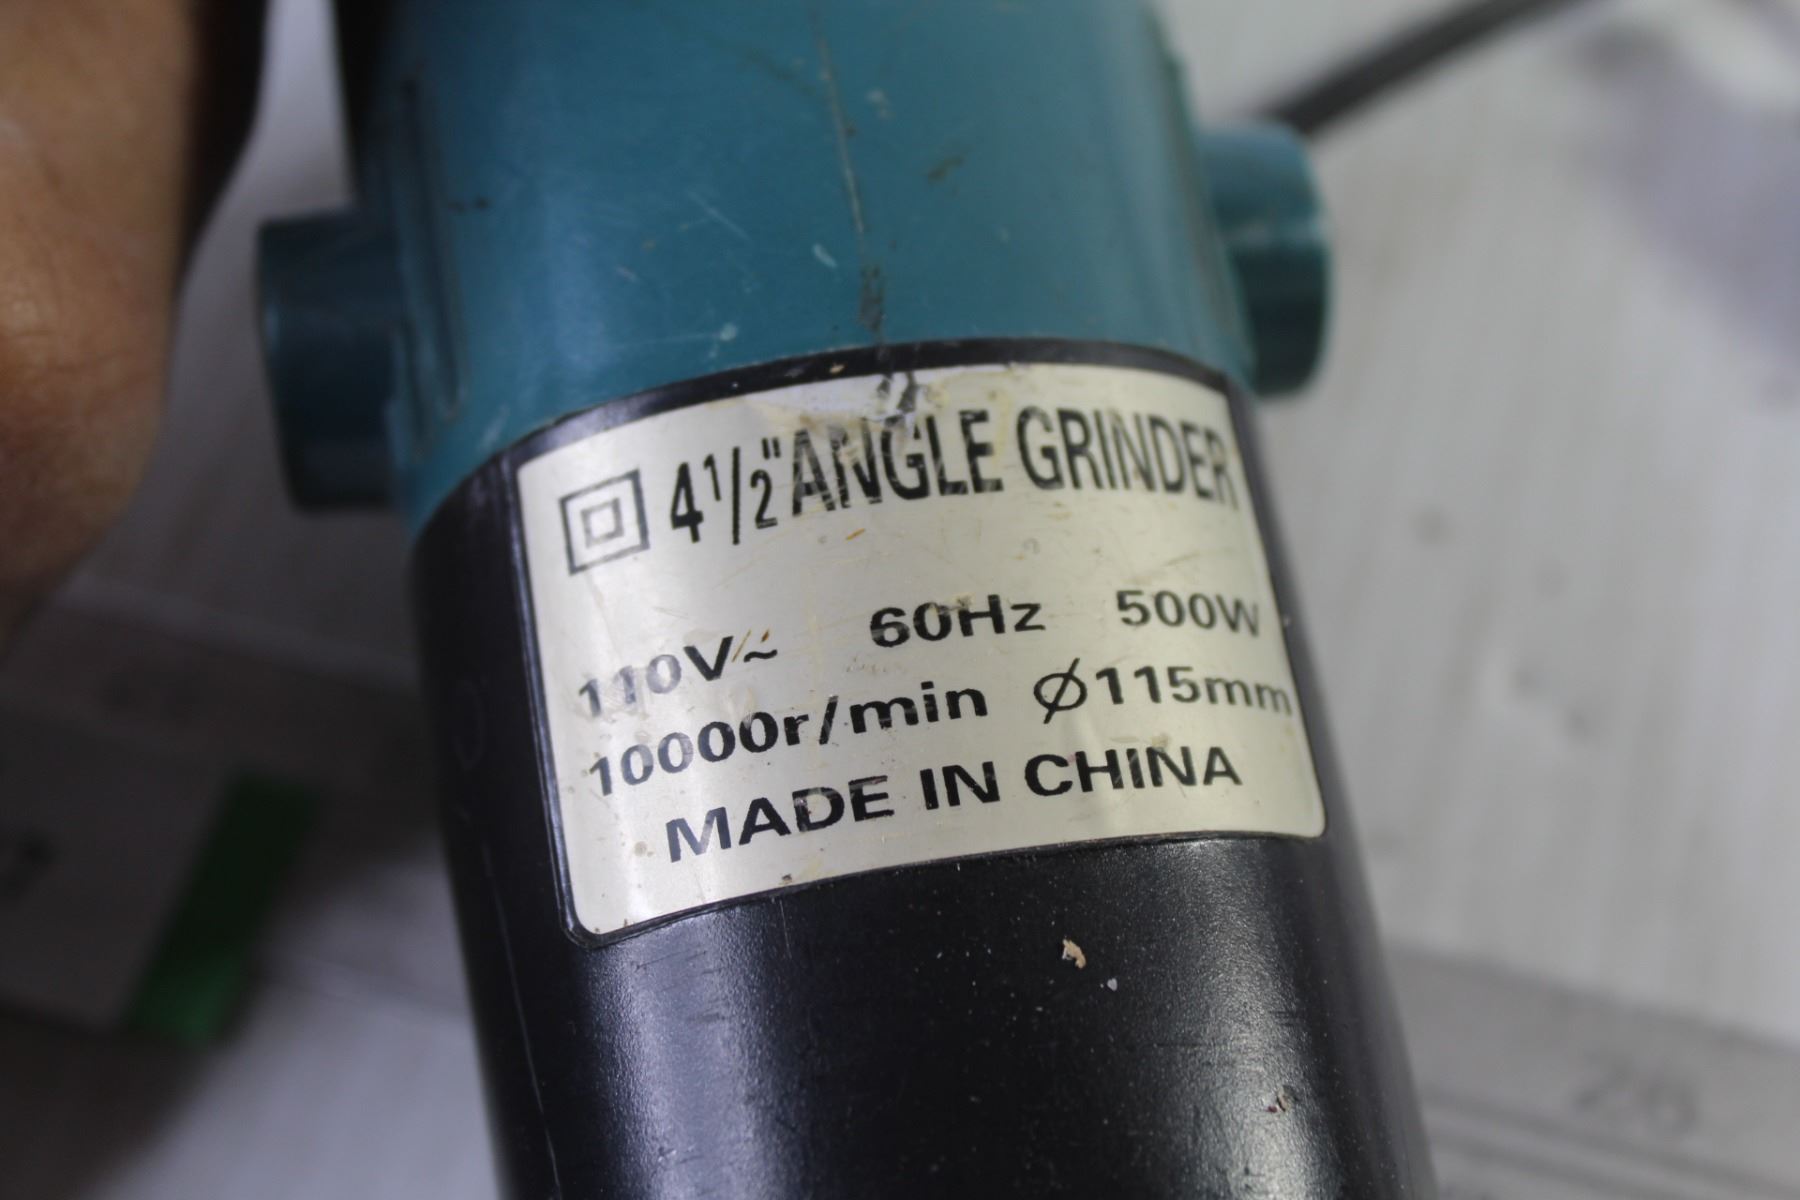 4 1/2" ANGLE GRINDER
110V~ 60Hz 500W
10000r/min Ø115mm
MADE IN CHINA